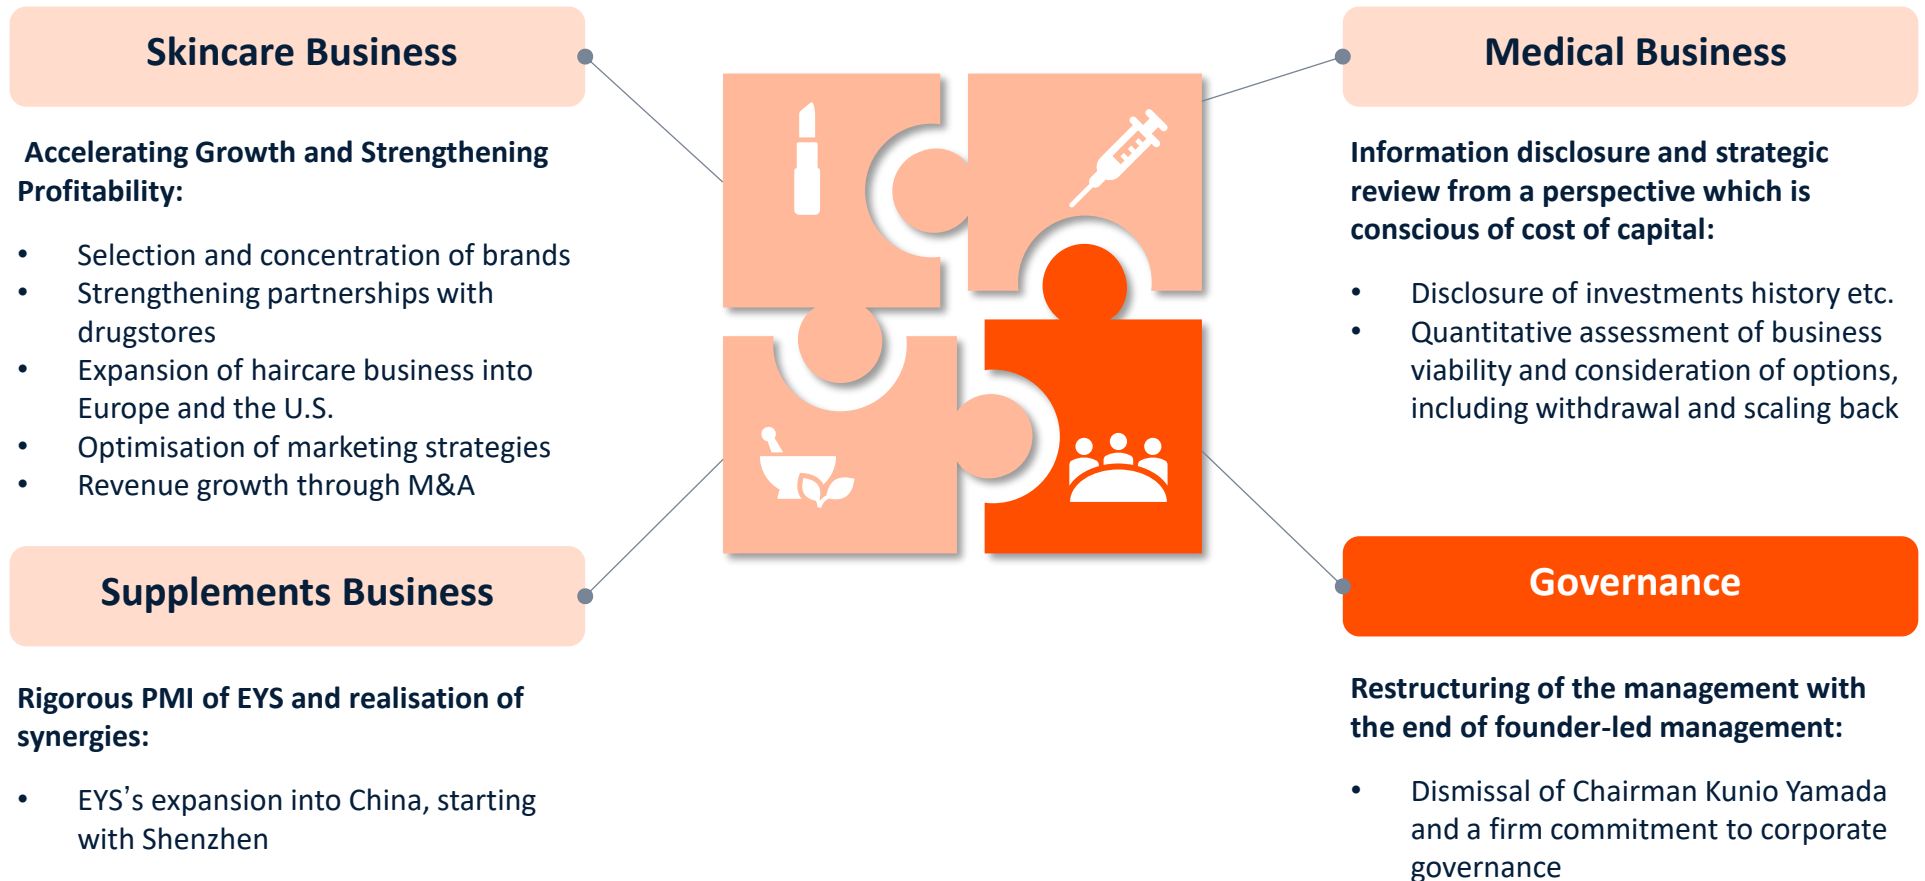 Skincare Business
Accelerating Growth and Strengthening
Profitability:
• Selection and concentration of brands
• Strengthening partnerships with
drugstores
• Expansion of haircare business into
Europe and the U.S.
• Optimisation of marketing strategies
• Revenue growth through M&A
Supplements Business
Rigorous PMI of EYS and realisation of
synergies:
• EYS’s expansion into China, starting
with Shenzhen
Medical Business
Information disclosure and strategic
review from a perspective which is
conscious of cost of capital:
• Disclosure of investments history etc.
• Quantitative assessment of business
viability and consideration of options,
including withdrawal and scaling back
Governance
Restructuring of the management with
the end of founder-led management:
• Dismissal of Chairman Kunio Yamada
and a firm commitment to corporate
governance